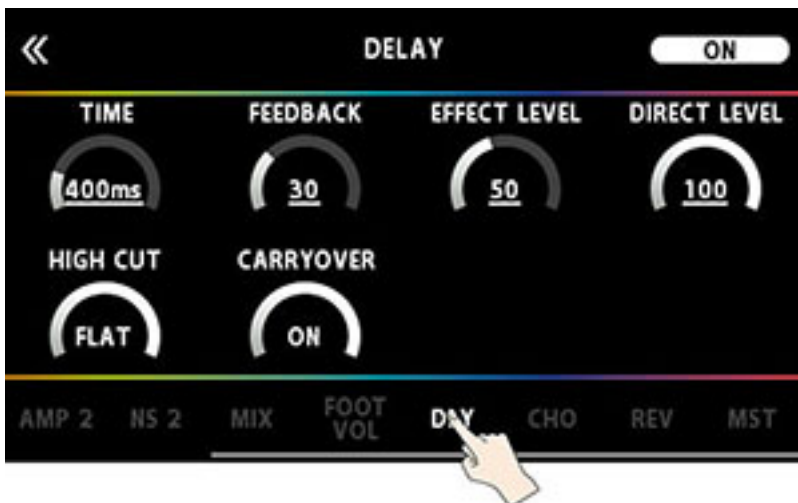 DELAY ON
TIME FEEDBACK EFFECT LEVEL DIRECT LEVEL
400ms 30 50 100
HIGH CUT CARRYOVER
FLAT ON
AMP 2 NS 2 MIX FOOT VOL DLY CHO REV MST